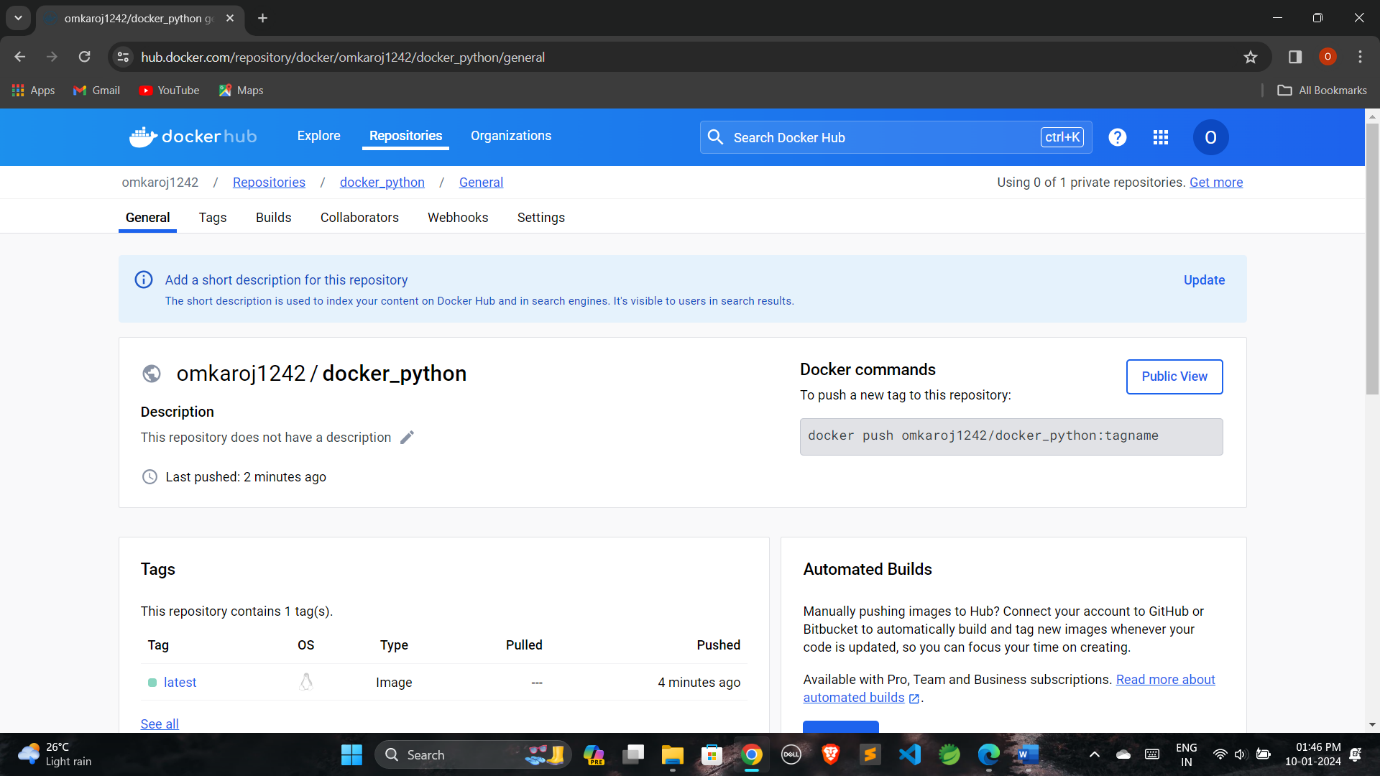 omkaroj1242/docker_python ge
hub.docker.com/repository/docker/omkaroj1242/docker_python/general
O
Apps
Gmail
YouTube
Maps
All Bookmarks
docker hub
Explore
Repositories
Organizations
Search Docker Hub
ctrl+K
?
O
omkaroj1242 / Repositories / docker_python / General
Using 0 of 1 private repositories. Get more
General
Tags
Builds
Collaborators
Webhooks
Settings
Add a short description for this repository
Update
The short description is used to index your content on Docker Hub and in search engines. It's visible to users in search results.
omkaroj1242 / docker_python
Description
This repository does not have a description
Last pushed: 2 minutes ago
Docker commands
Public View
To push a new tag to this repository:
docker push omkaroj1242/docker_python:tagname
Tags
This repository contains 1 tag(s).
Tag OS Type Pulled Pushed
latest Image --- 4 minutes ago
See all
Automated Builds
Manually pushing images to Hub? Connect your account to GitHub or
Bitbucket to automatically build and tag new images whenever your
code is updated, so you can focus your time on creating.
Available with Pro, Team and Business subscriptions. Read more about
automated builds .
26°C
Light rain
Search
PRE
DELL
W
ENG
IN
01:46 PM
10-01-2024